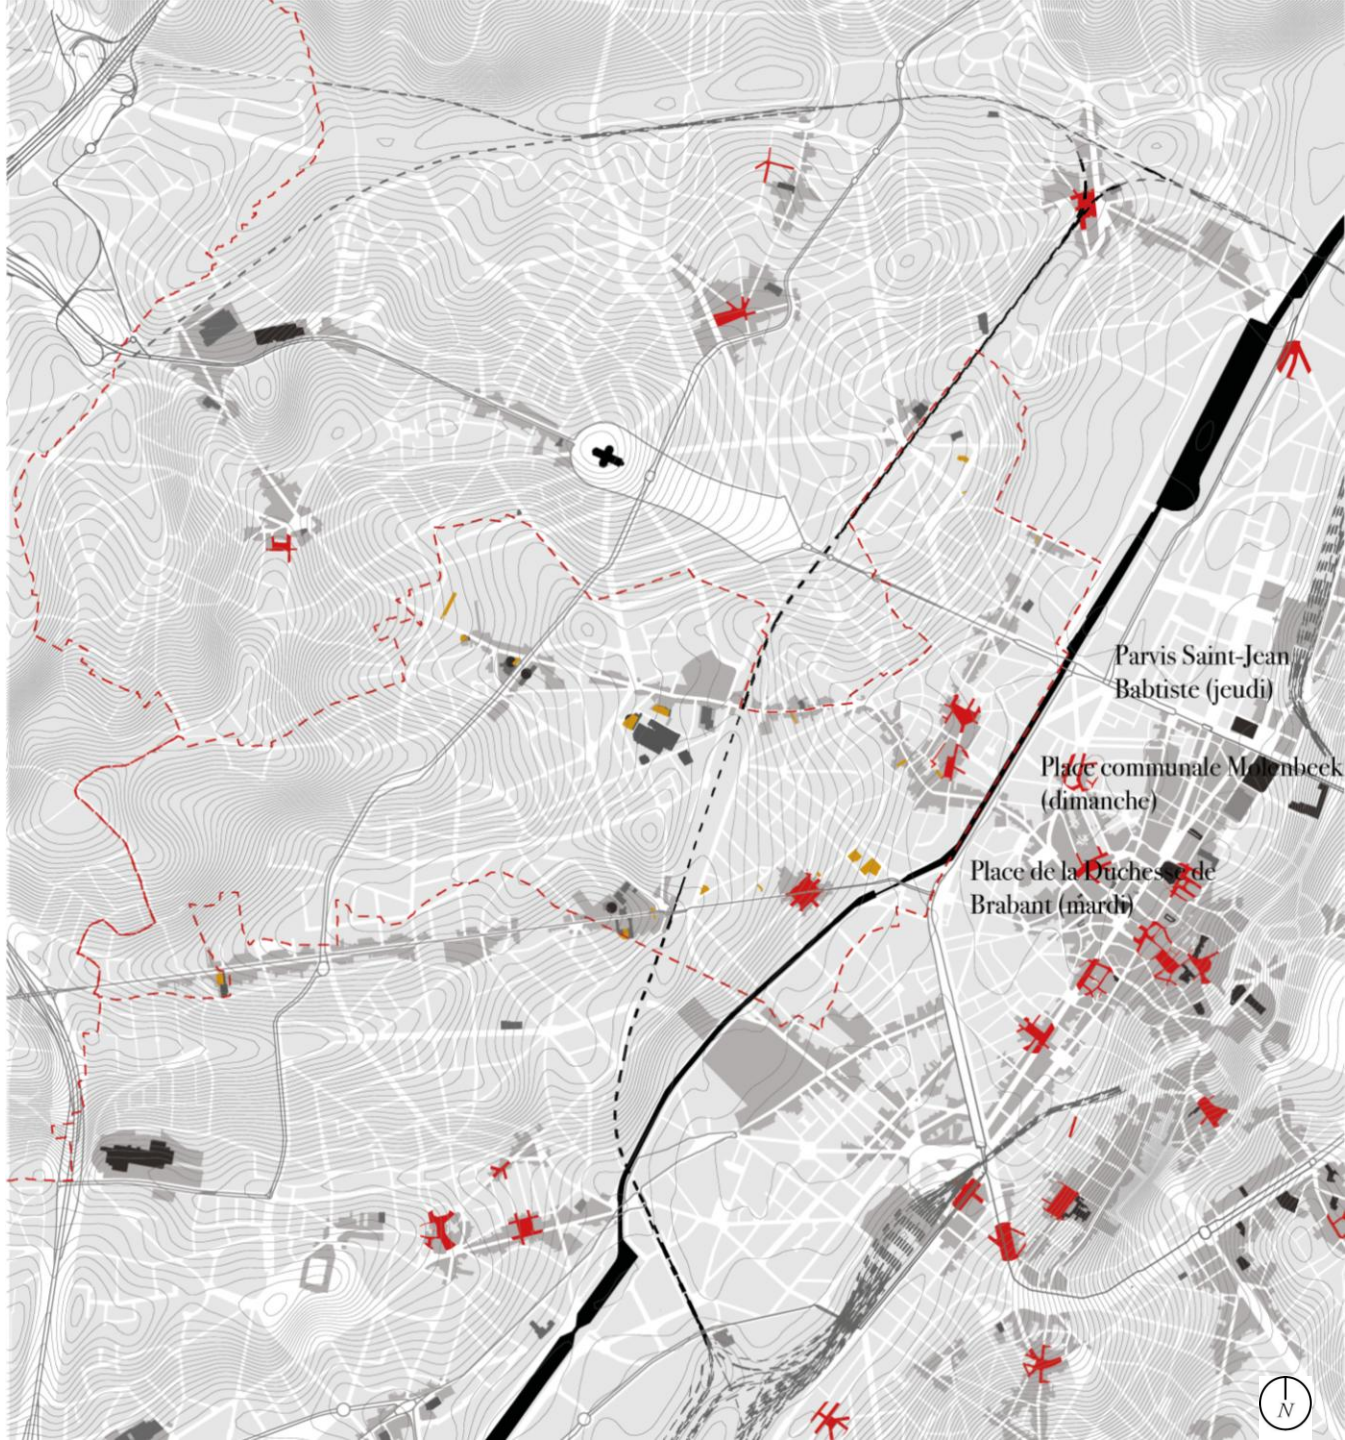 Parvis Saint-Jean
Babtiste (jeudi)
Place communale Molenbeek
(dimanche)
Place de la Duchesse de
Brabant (mardi)
N